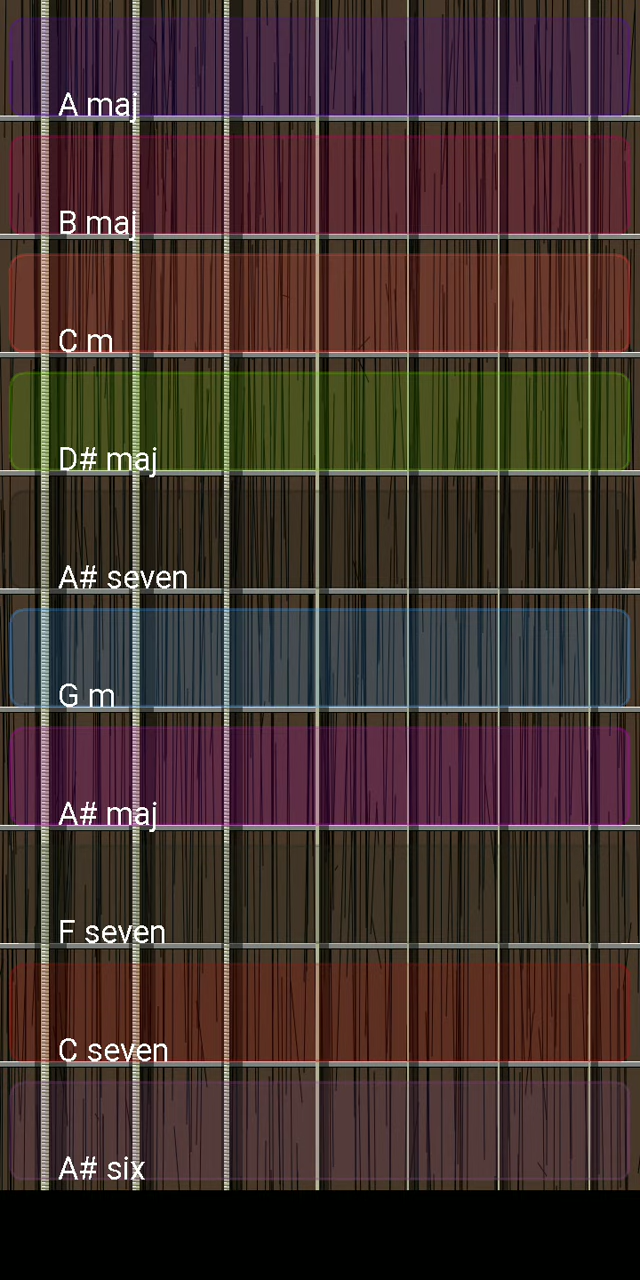 A maj
B maj
C m
D# maj
A# seven
G m
A# maj
F seven
C seven
A# six